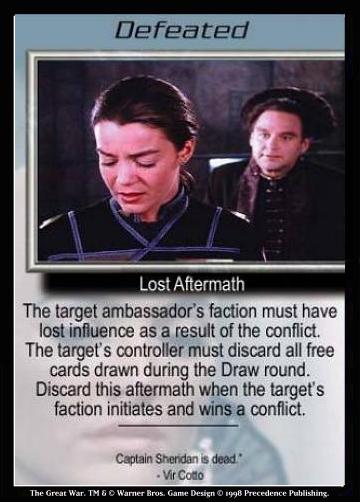 Defeated
Lost Aftermath
The target ambassador's faction must have
lost influence as a result of the conflict.
The target's controller must discard all free
cards drawn during the Draw round.
Discard this aftermath when the target's
faction initiates and wins a conflict.
Captain Sheridan is dead."
- Vir Cotto
The Great War. TM & © Warner Bros. Game Design © 1998 Precedence Publishing.